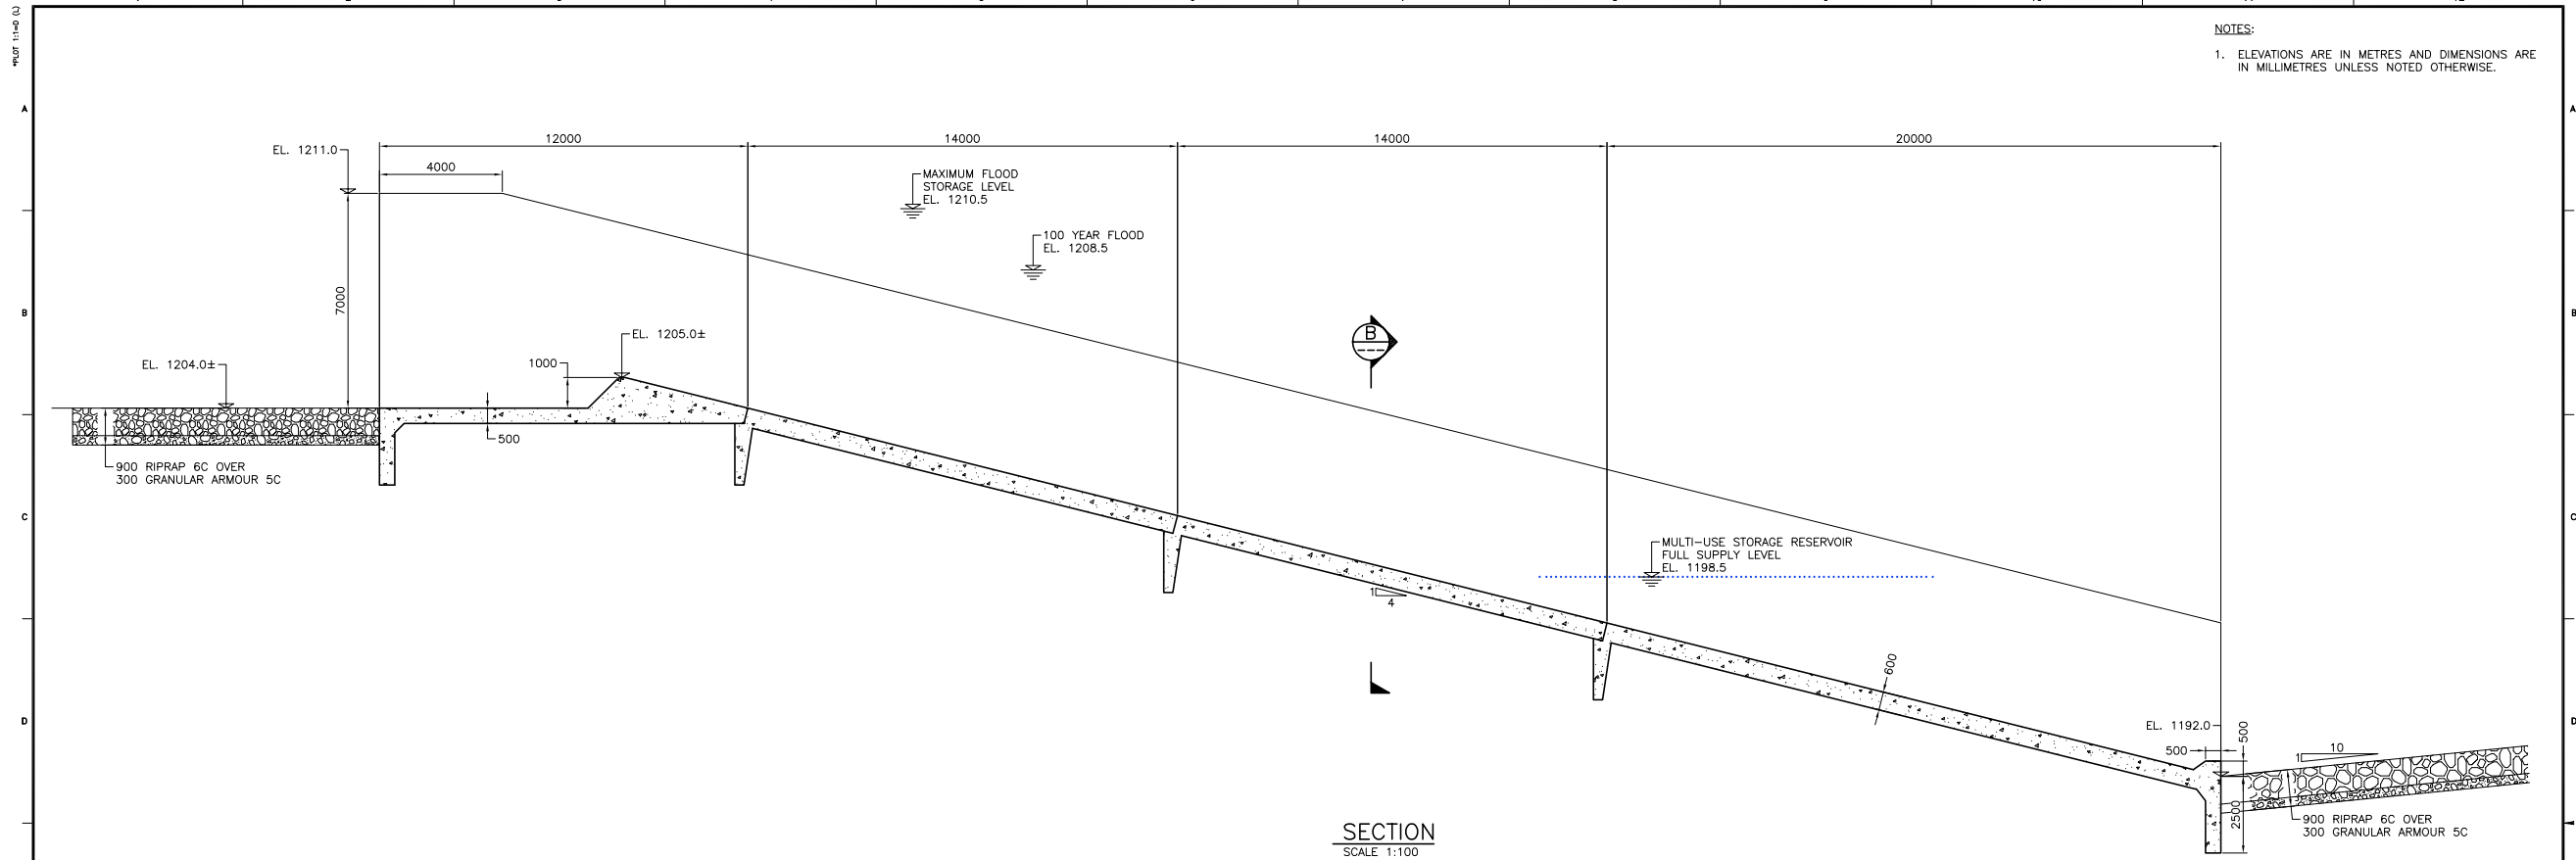 *PLOT 1:1=D (L)
NOTES:
1. ELEVATIONS ARE IN METRES AND DIMENSIONS ARE
IN MILLIMETRES UNLESS NOTED OTHERWISE.
A
A
12000
14000
14000
20000
EL. 1211.0
4000
MAXIMUM FLOOD
STORAGE LEVEL
EL. 1210.5
100 YEAR FLOOD
EL. 1208.5
7000
B
B
B
EL. 1205.0±
1000
EL. 1204.0±
500
900 RIPRAP 6C OVER
300 GRANULAR ARMOUR 5C
C
C
MULTI-USE STORAGE RESERVOIR
FULL SUPPLY LEVEL
EL. 1198.5
1
4
600
D
D
EL. 1192.0
500
500
10
1
2500
900 RIPRAP 6C OVER
300 GRANULAR ARMOUR 5C
SECTION
SCALE 1:100